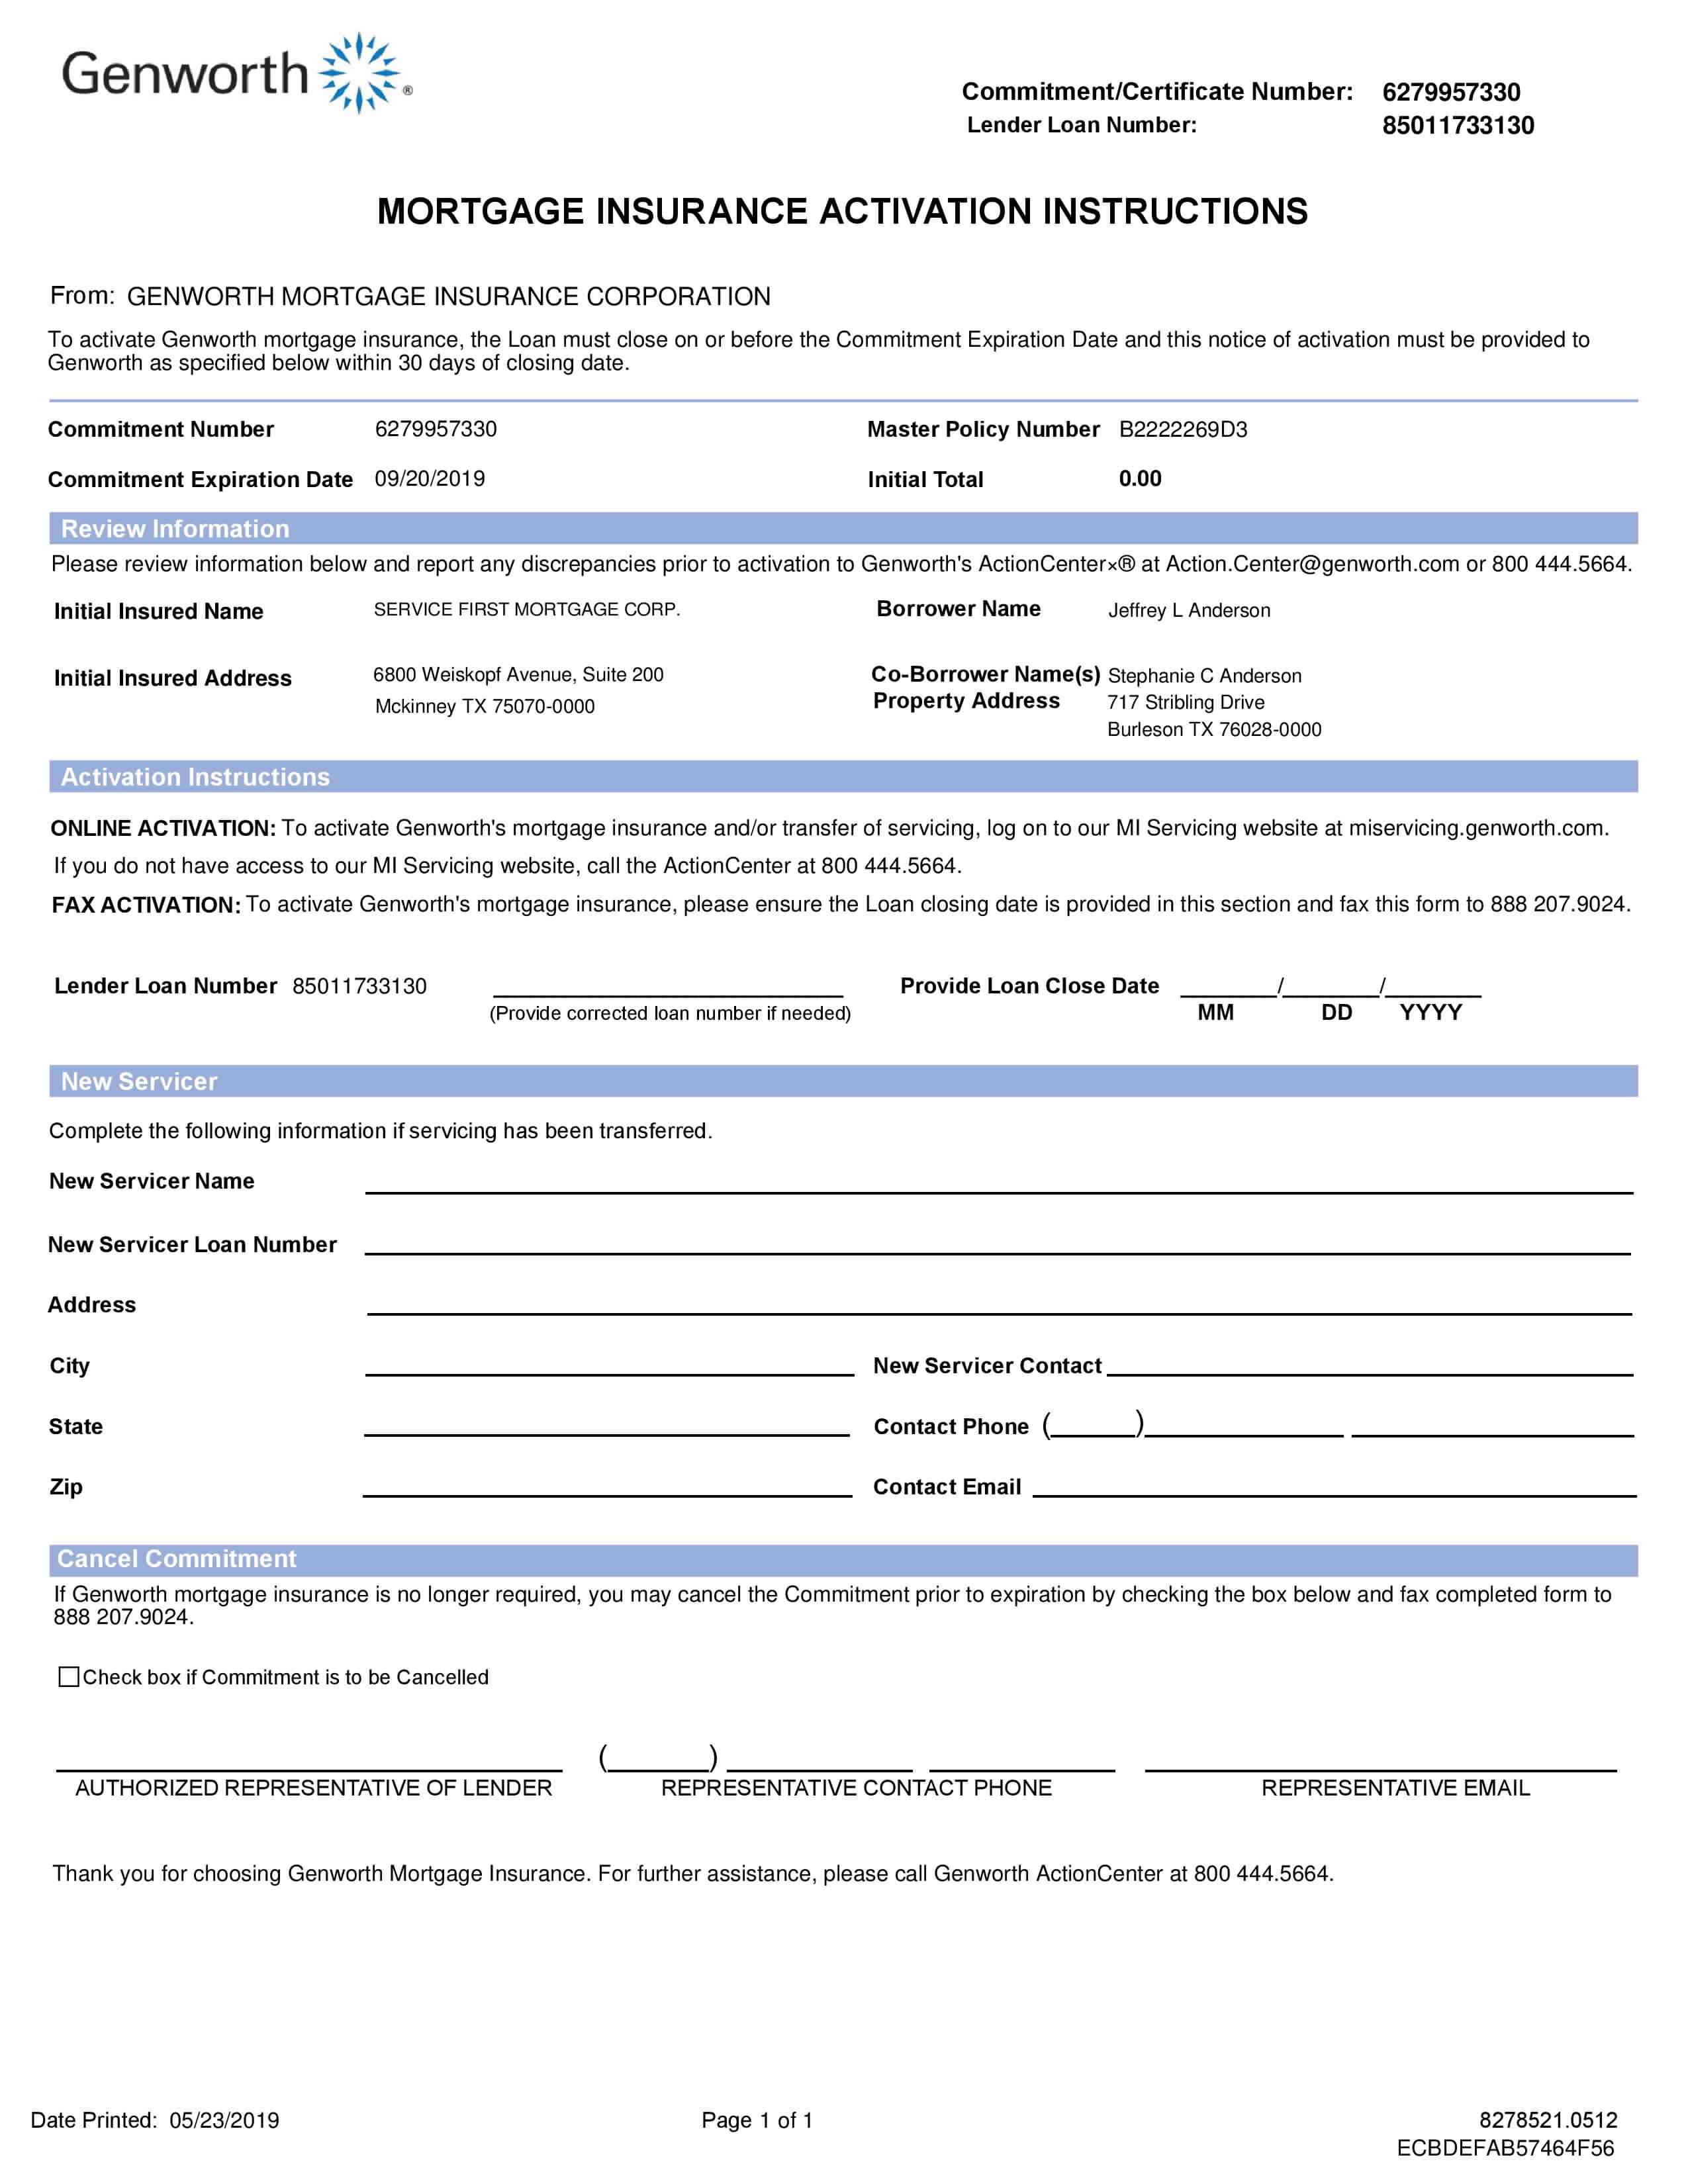 Genworth®
Commitment/Certificate Number: 6279957330
Lender Loan Number: 85011733130
MORTGAGE INSURANCE ACTIVATION INSTRUCTIONS
From: GENWORTH MORTGAGE INSURANCE CORPORATION
To activate Genworth mortgage insurance, the Loan must close on or before the Commitment Expiration Date and this notice of activation must be provided to
Genworth as specified below within 30 days of closing date.
Commitment Number 6279957330 Master Policy Number B2222269D3
Commitment Expiration Date 09/20/2019 Initial Total 0.00
Review Information
Please review information below and report any discrepancies prior to activation to Genworth's ActionCenter×® at Action.Center@genworth.com or 800 444.5664.
Initial Insured Name SERVICE FIRST MORTGAGE CORP. Borrower Name Jeffrey L Anderson
Initial Insured Address 6800 Weiskopf Avenue, Suite 200 Co-Borrower Name(s) Stephanie C Anderson
Mckinney TX 75070-0000 Property Address 717 Stribling Drive
Burleson TX 76028-0000
Activation Instructions
ONLINE ACTIVATION: To activate Genworth's mortgage insurance and/or transfer of servicing, log on to our MI Servicing website at miservicing.genworth.com.
If you do not have access to our MI Servicing website, call the ActionCenter at 800 444.5664.
FAX ACTIVATION: To activate Genworth's mortgage insurance, please ensure the Loan closing date is provided in this section and fax this form to 888 207.9024.
Lender Loan Number 85011733130 ____________ Provide Loan Close Date ____/____/____
(Provide corrected loan number if needed) MM DD YYYY
New Servicer
Complete the following information if servicing has been transferred.
New Servicer Name
New Servicer Loan Number
Address
City New Servicer Contact
State Contact Phone (____)
Zip Contact Email
Cancel Commitment
If Genworth mortgage insurance is no longer required, you may cancel the Commitment prior to expiration by checking the box below and fax completed form to
888 207.9024.
☐ Check box if Commitment is to be Cancelled
(____)
AUTHORIZED REPRESENTATIVE OF LENDER REPRESENTATIVE CONTACT PHONE REPRESENTATIVE EMAIL
Thank you for choosing Genworth Mortgage Insurance. For further assistance, please call Genworth ActionCenter at 800 444.5664.
Date Printed: 05/23/2019 Page 1 of 1 8278521.0512
ECBDEFAB57464F56